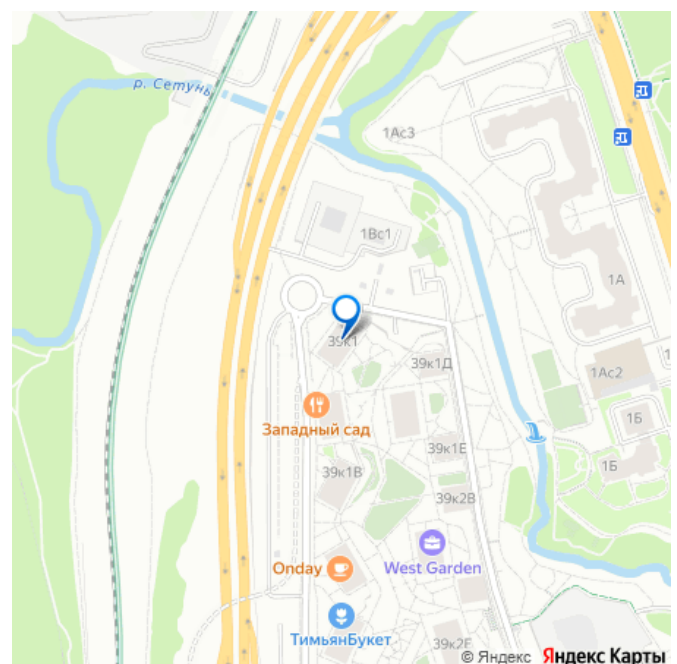 р. Сетунь
1Ас3
1Вс1
1А
39к1
39к1Д
1Ас2
Западный сад
1Б
39к1Е
1Б
39к1В
39к2В
Onday
West Garden
ТимьянБукет
39к2Е
© Яндекс Яндекс Карты